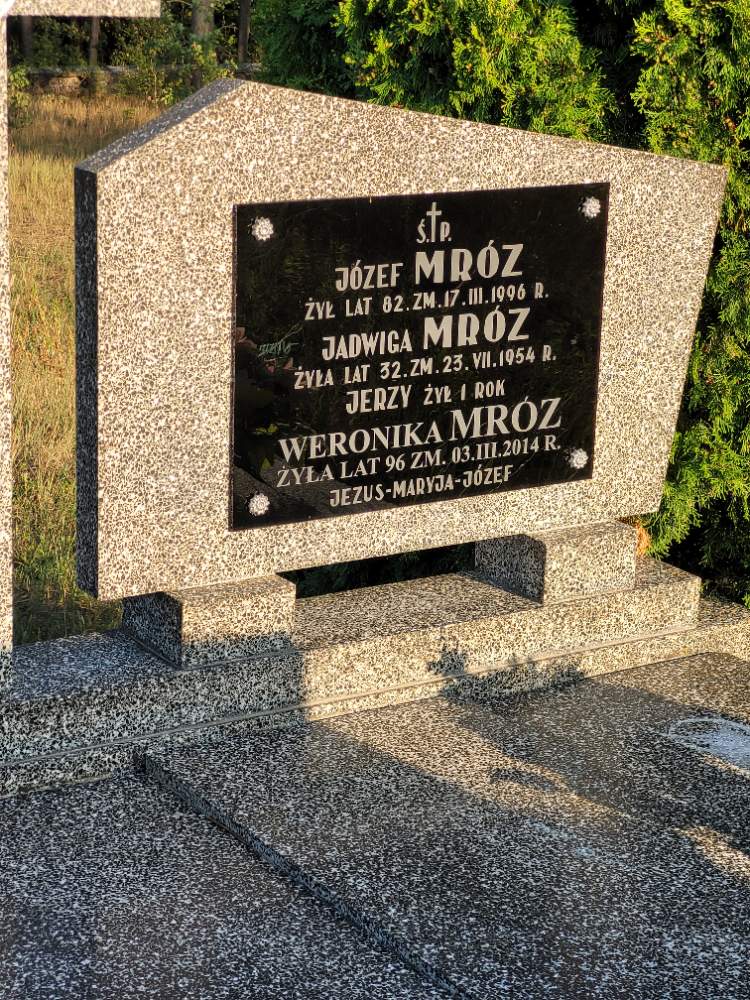 Ś.†P.
JÓZEF MRÓZ
ŻYŁ LAT 82.ZM.17.III.1996 R.
JADWIGA MRÓZ
ŻYŁA LAT 32.ZM.23.VII.1954 R.
JERZY ŻYŁ 1 ROK
WERONIKA MRÓZ
ŻYŁA LAT 96 ZM. 03.III.2014 R.
JEZUS-MARYJA-JÓZEF